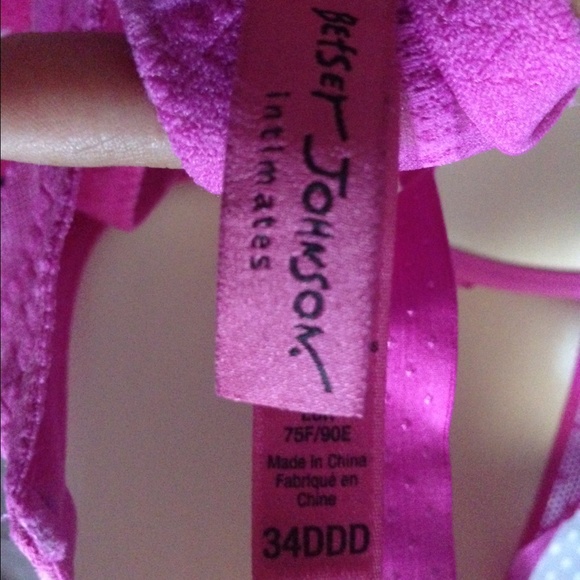 BETSEY JOHNSON.
intimates
75F/90E
Made in China
Fabriqué en
Chine
34DDD